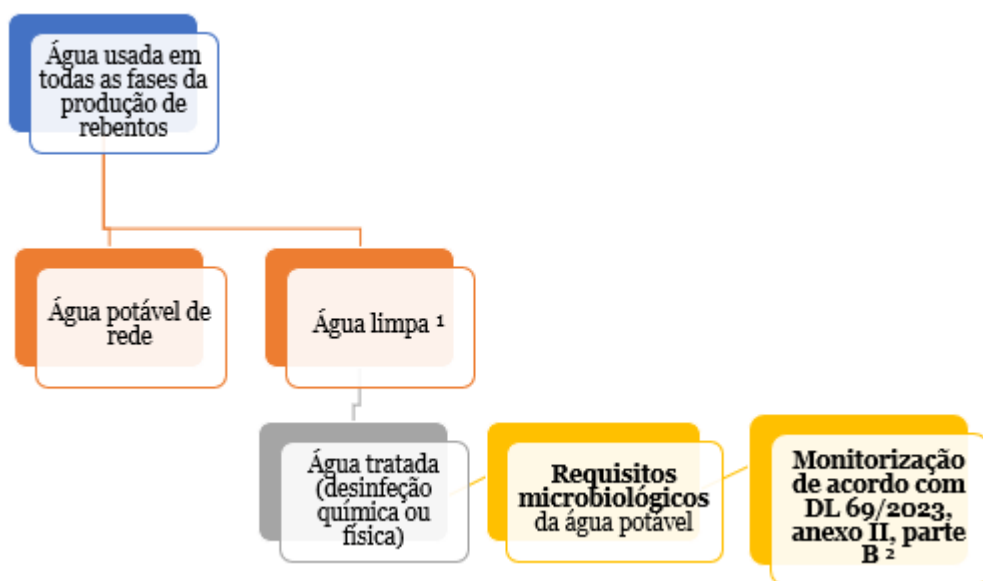 Água usada em
todas as fases da
produção de
rebentos
Água potável de
rede
Água limpa ¹
Água tratada
(desinfeção
química ou
física)
Requisitos
microbiológicos
da água potável
Monitorização
de acordo com
DL 69/2023,
anexo II, parte
B ²